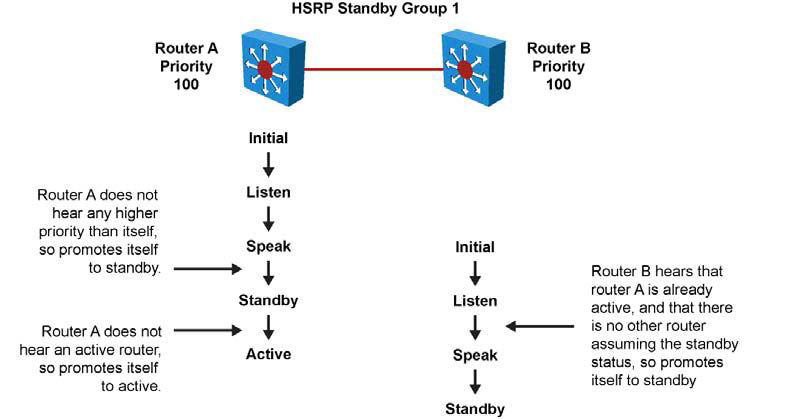 HSRP Standby Group 1
Router A
Priority
100
Router B
Priority
100
Initial
Listen
Speak
Standby
Active
Router A does not
hear any higher
priority than itself,
so promotes itself
to standby.
Router A does not
hear an active router,
so promotes itself
to active.
Initial
Listen
Speak
Standby
Router B hears that
router A is already
active, and that there
is no other router
assuming the standby
status, so promotes
itself to standby